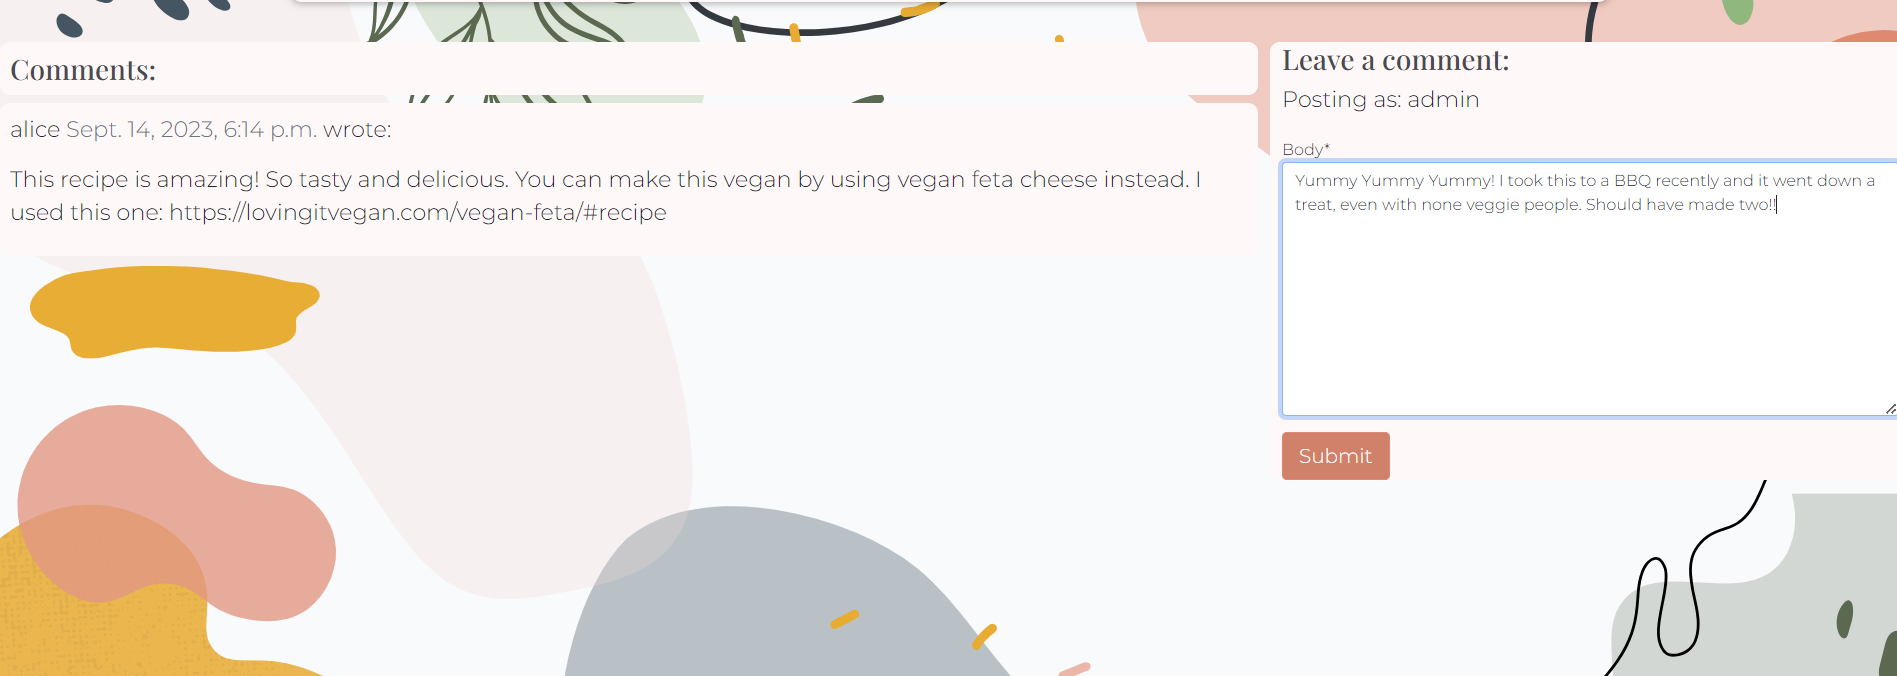 Comments:
alice Sept. 14, 2023, 6:14 p.m. wrote:
This recipe is amazing! So tasty and delicious. You can make this vegan by using vegan feta cheese instead. I
used this one: https://lovingitvegan.com/vegan-feta/#recipe
Leave a comment:
Posting as: admin
Body*
Yummy Yummy Yummy! I took this to a BBQ recently and it went down a
treat, even with none veggie people. Should have made two!!
Submit